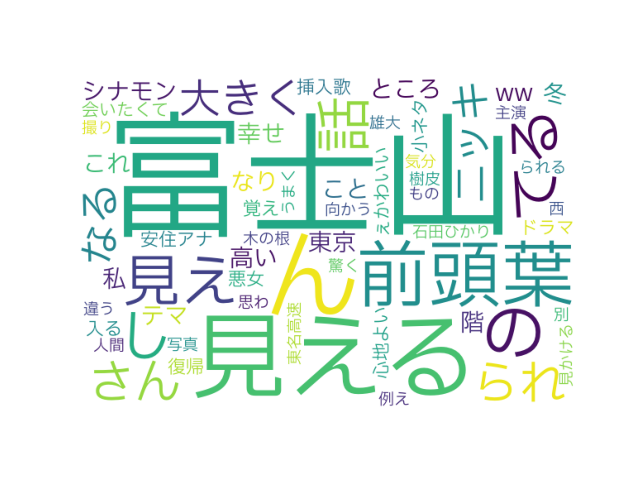 シナモン
大きく
挿入歌
ところ
ww
冬
会いたくて
撮り
富士山
幸せ
話
雄大
小ネタ
ニッキ
主演
てる
これ
なる
なり
覚え
うまく
こと
向かう
気分
樹皮
もの
ぇかわいい
られる
西
安住アナ
木の根
東京
石田ひかり
ドラマ
私
見え
高い
悪女
ん
驚く
前頭葉
違う
思わ
入る
し
テマ
人間
写真
復帰
東名高速
見える
心地よい
階
の
別
見かける
さん
例え
られ